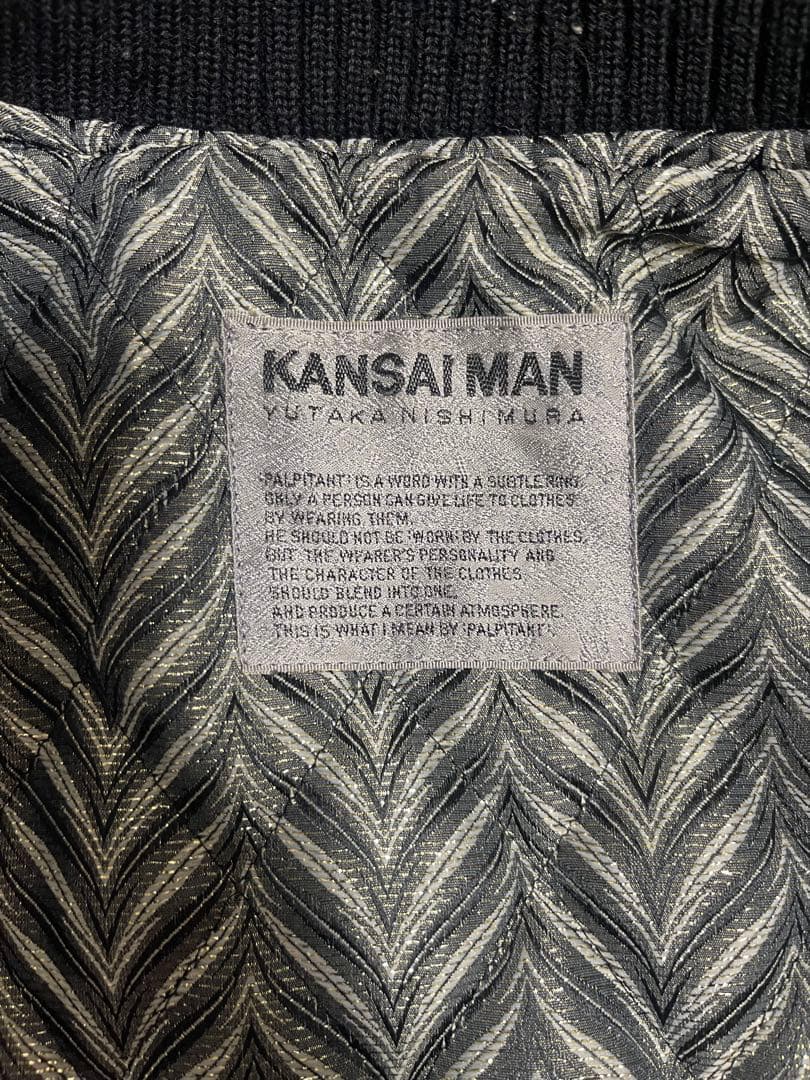 KANSAI MAN
YUTAKA NISHIMURA
'PALPITANT' IS A WORD WITH A SUBTLE RING
ONLY A PERSON CAN GIVE LIFE TO CLOTHES
BY WEARING THEM.
HE SHOULD NOT BE 'WORN' BY THE CLOTHES,
BUT THE WEARER'S PERSONALITY AND
THE CHARACTER OF THE CLOTHES
SHOULD BLEND INTO ONE,
AND PRODUCE A CERTAIN ATMOSPHERE.
THIS IS WHAT I MEAN BY 'PALPITANT'.